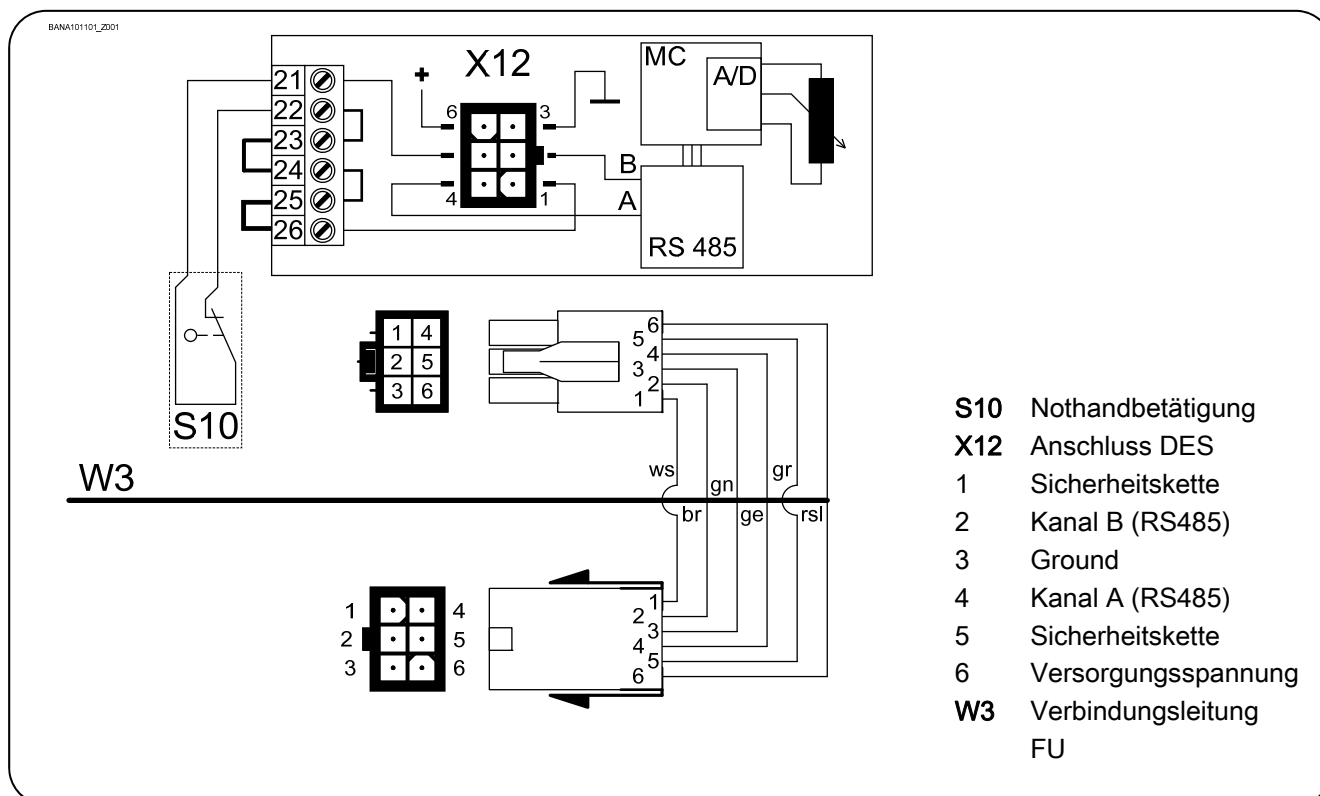 BANA101101_Z001
X12
MC
A/D
21
22
23
24
25
26
+
6
3
4
1
B
A
RS 485
S10
1 4
2 5
3 6
6
5
4
3
2
1
W3
ws
gn
gr
br
ge
rsl
1 4
2 5
3 6
1
2
3
4
5
6
S10 Nothandbetätigung
X12 Anschluss DES
1 Sicherheitskette
2 Kanal B (RS485)
3 Ground
4 Kanal A (RS485)
5 Sicherheitskette
6 Versorgungsspannung
W3 Verbindungsleitung
FU